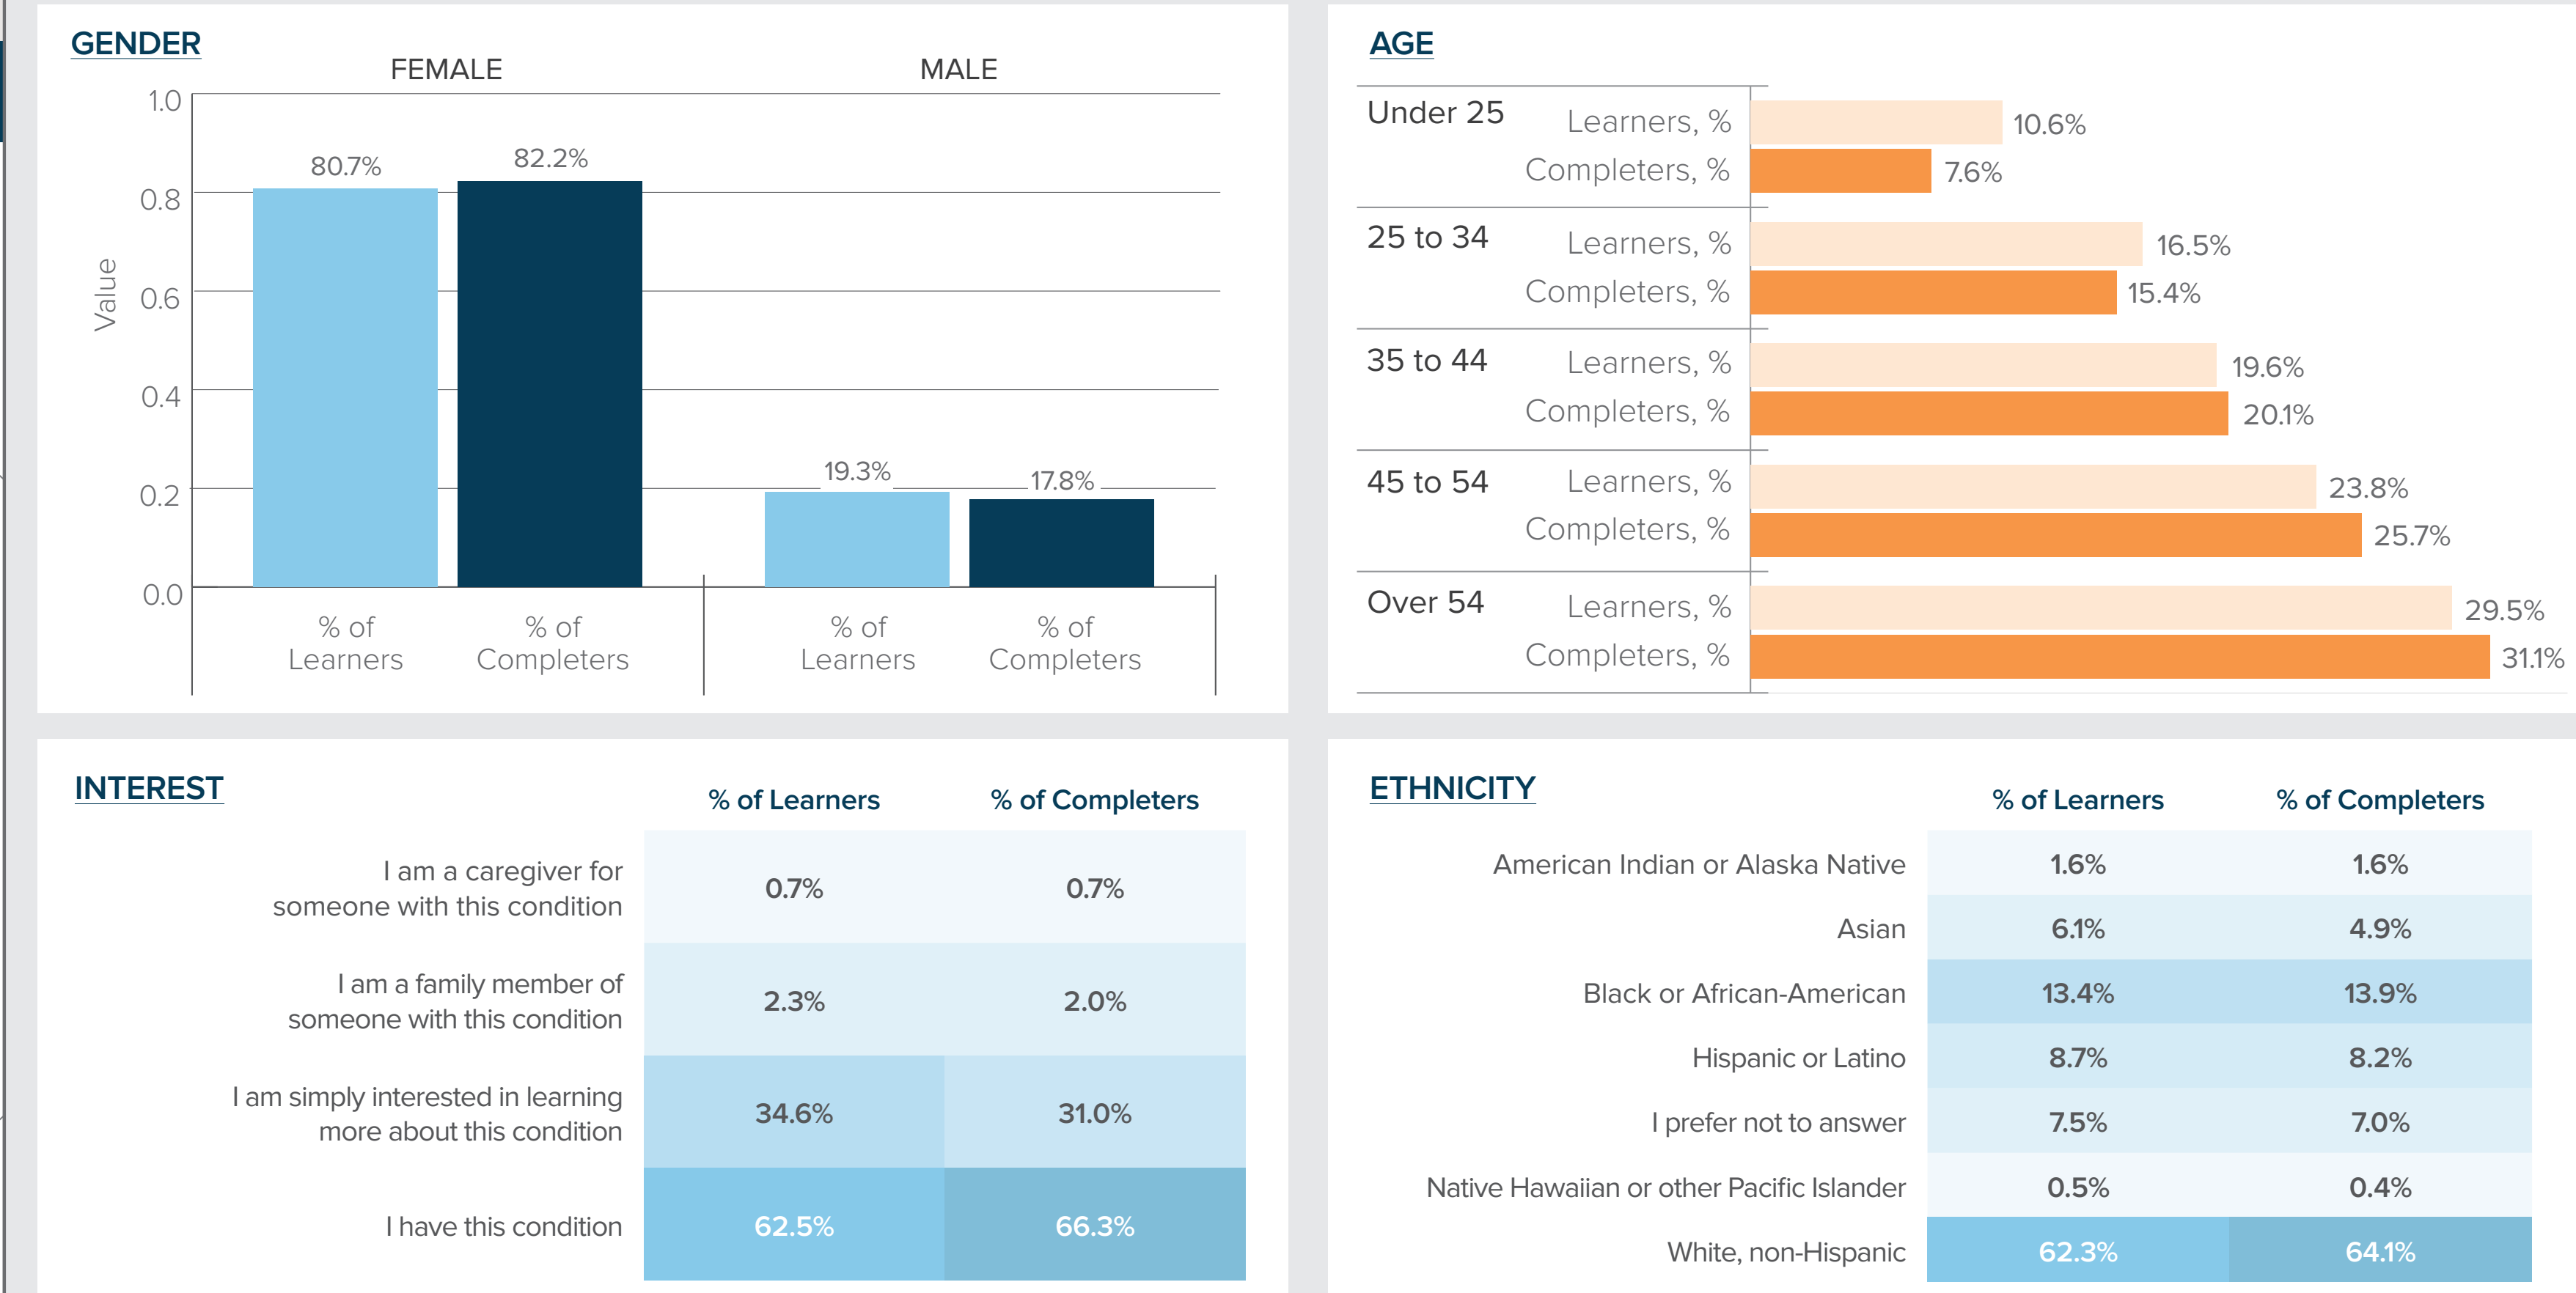 GENDER
FEMALE
MALE
1.0
0.8
0.6
0.4
0.2
0.0
Value
80.7%
82.2%
19.3%
17.8%
% of
Learners
% of
Completers
% of
Learners
% of
Completers
AGE
Under 25
Learners, %
10.6%
Completers, %
7.6%
25 to 34
Learners, %
16.5%
Completers, %
15.4%
35 to 44
Learners, %
19.6%
Completers, %
20.1%
45 to 54
Learners, %
23.8%
Completers, %
25.7%
Over 54
Learners, %
29.5%
Completers, %
31.1%
INTEREST
% of Learners % of Completers
I am a caregiver for
someone with this condition
0.7% 0.7%
I am a family member of
someone with this condition
2.3% 2.0%
I am simply interested in learning
more about this condition
34.6% 31.0%
I have this condition 62.5% 66.3%
ETHNICITY
% of Learners % of Completers
American Indian or Alaska Native 1.6% 1.6%
Asian 6.1% 4.9%
Black or African-American 13.4% 13.9%
Hispanic or Latino 8.7% 8.2%
I prefer not to answer 7.5% 7.0%
Native Hawaiian or other Pacific Islander 0.5% 0.4%
White, non-Hispanic 62.3% 64.1%